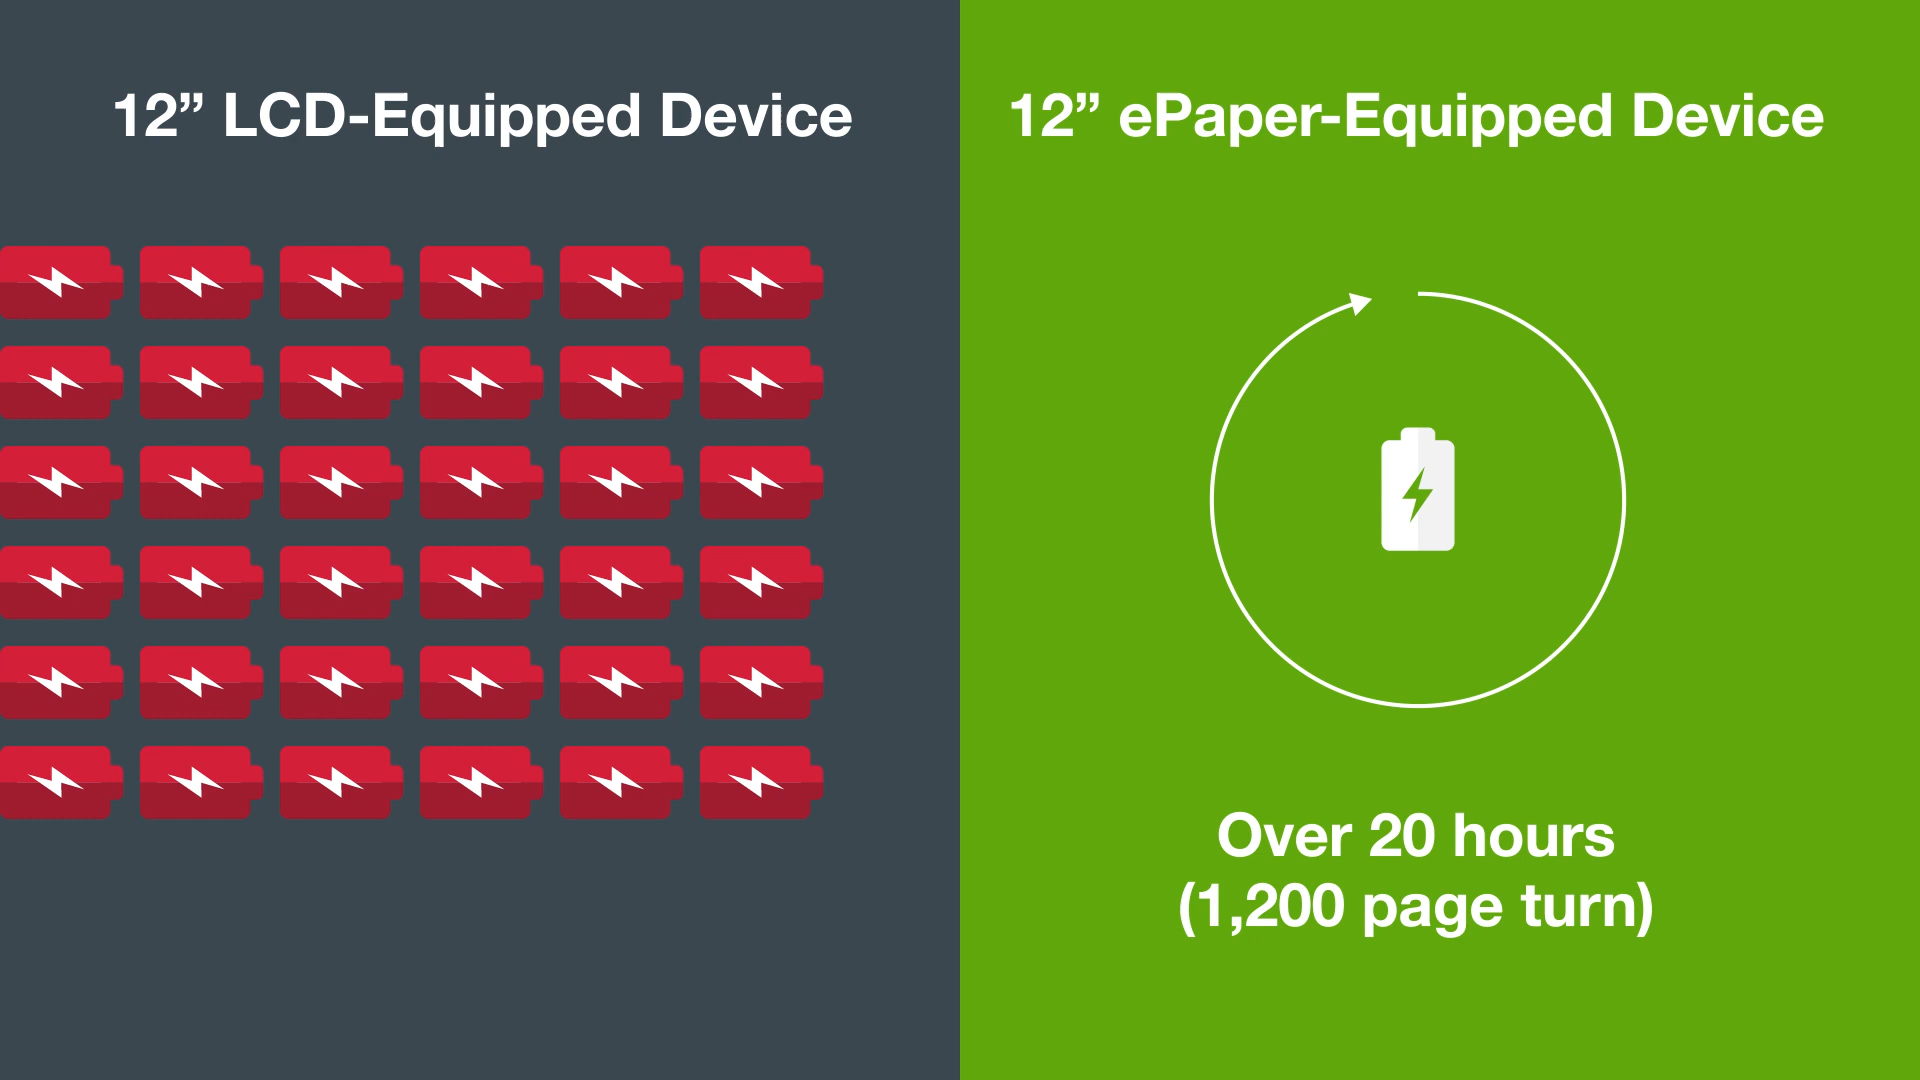 12” LCD-Equipped Device
12” ePaper-Equipped Device
Over 20 hours
(1,200 page turn)